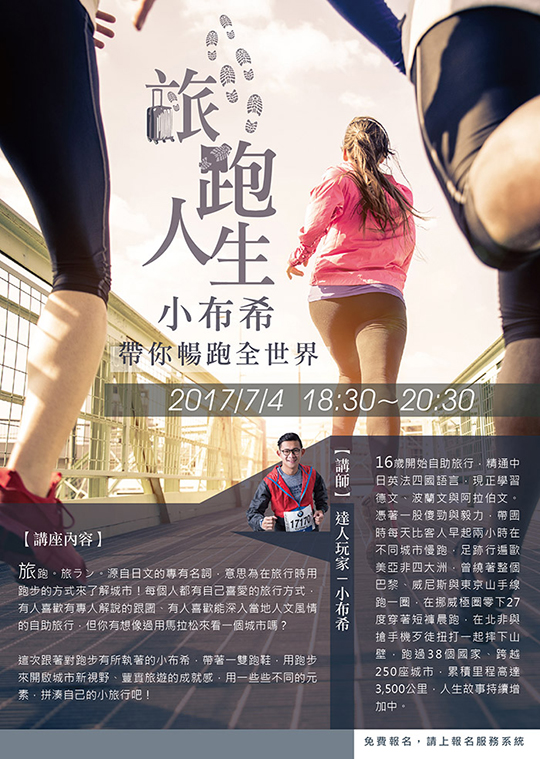 旅跑人生
小布希
帶你暢跑全世界
2017/7/4 18:30~20:30
【講師】達人玩家－小布希
16歲開始自助旅行，精通中
日英法四國語言，現正學習
德文、波蘭文與阿拉伯文。
憑著一股傻勁與毅力，帶團
時每天比客人早起兩小時在
不同城市慢跑，足跡行遍歐
美亞非四大洲，曾繞著整個
巴黎、威尼斯與東京山手線
跑一圈，在挪威極圈零下27
度穿著短褲晨跑，在北非與
搶手機歹徒扭打一起摔下山
壁，跑過38個國家、跨越
250座城市，累積里程高達
3,500公里，人生故事持續增
加中。
【講座內容】
旅跑。旅ラン。源自日文的專有名詞，意思為在旅行時用
跑步的方式來了解城市！每個人都有自己喜愛的旅行方式，
有人喜歡有專人解說的跟團、有人喜歡能深入當地人文風情
的自助旅行，但你有想像過用馬拉松來看一個城市嗎？
這次跟著對跑步有所執著的小布希，帶著一雙跑鞋，用跑步
來開啟城市新視野、豐富旅遊的成就感，用一些些不同的元
素，拼湊自己的小旅行吧！
免費報名，請上報名服務系統